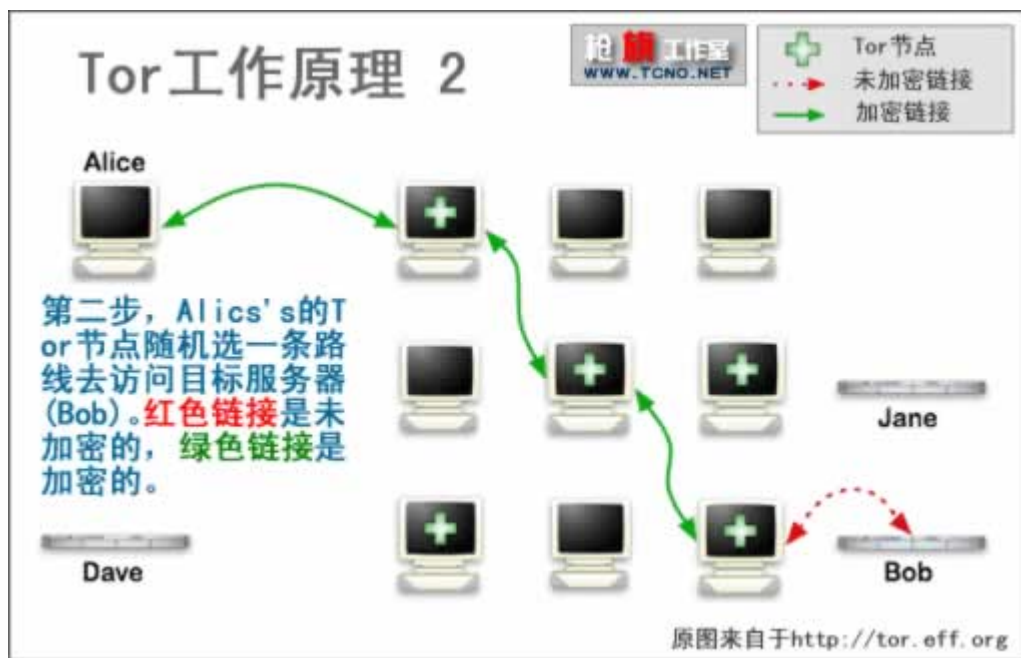 Tor工作原理 2
枪旗工作室
WWW.TCNO.NET
Tor节点
未加密链接
加密链接
Alice
第二步，Alics's的T
or节点随机选一条路
线去访问目标服务器
(Bob)。红色链接是未
加密的，绿色链接是
加密的。
Jane
Dave
Bob
原图来自于http://tor.eff.org